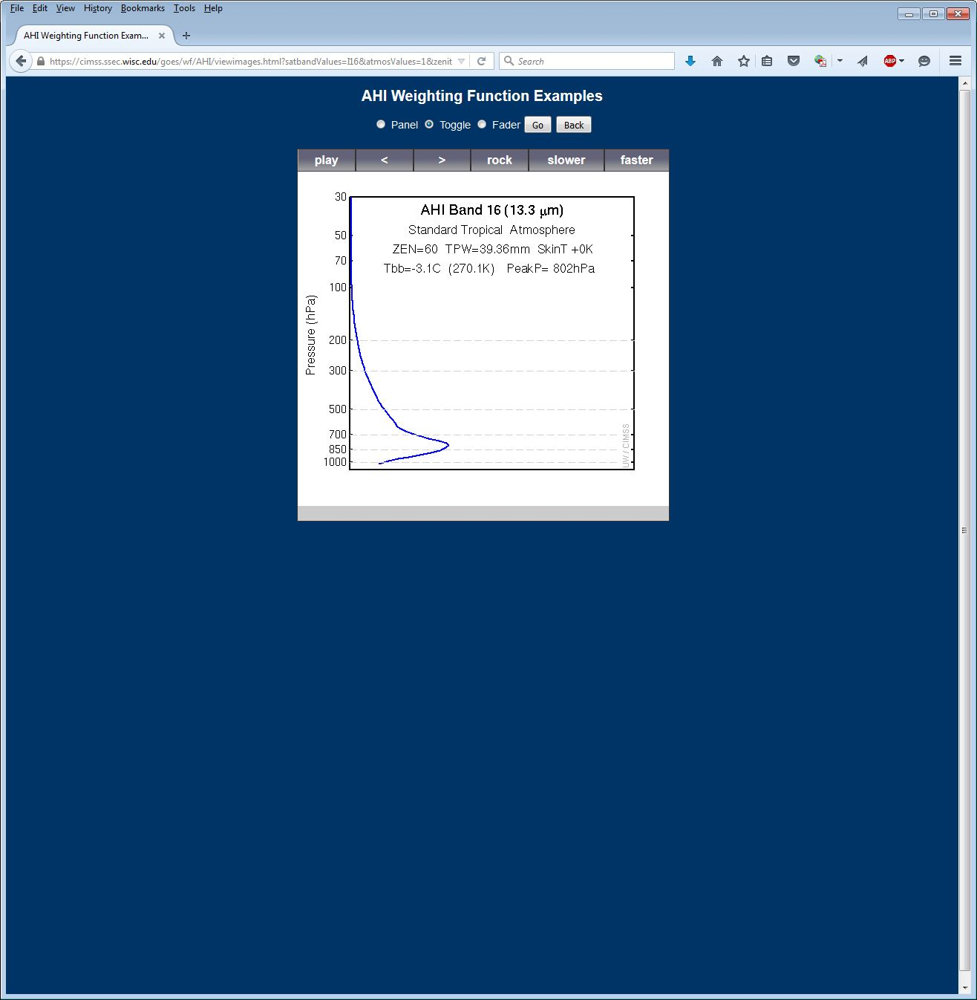 File Edit View History Bookmarks Tools Help
AHI Weighting Function Exam...
https://cimss.ssec.wisc.edu/goes/wf/AHI/viewimages.html?satbandValues=I16&atmosValues=1&zenit
Search
ABP
AHI Weighting Function Examples
Panel Toggle Fader Go Back
play < > rock slower faster
AHI Band 16 (13.3 μm)
Standard Tropical Atmosphere
ZEN=60 TPW=39.36mm SkinT +0K
Tbb=-3.1C (270.1K) PeakP= 802hPa
Pressure (hPa)
30
50
70
100
200
300
500
700
850
1000
UW / CIMSS